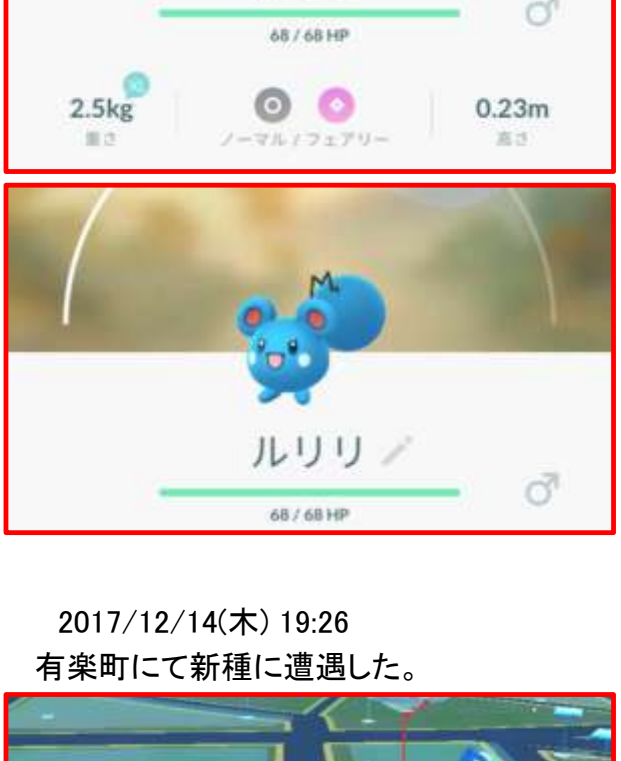 68 / 68 HP
2.5kg
0.23m
重さ
ノーマル / フェアリー
高さ
ルリリ
68 / 68 HP
2017/12/14(木) 19:26
有楽町にて新種に遭遇した。